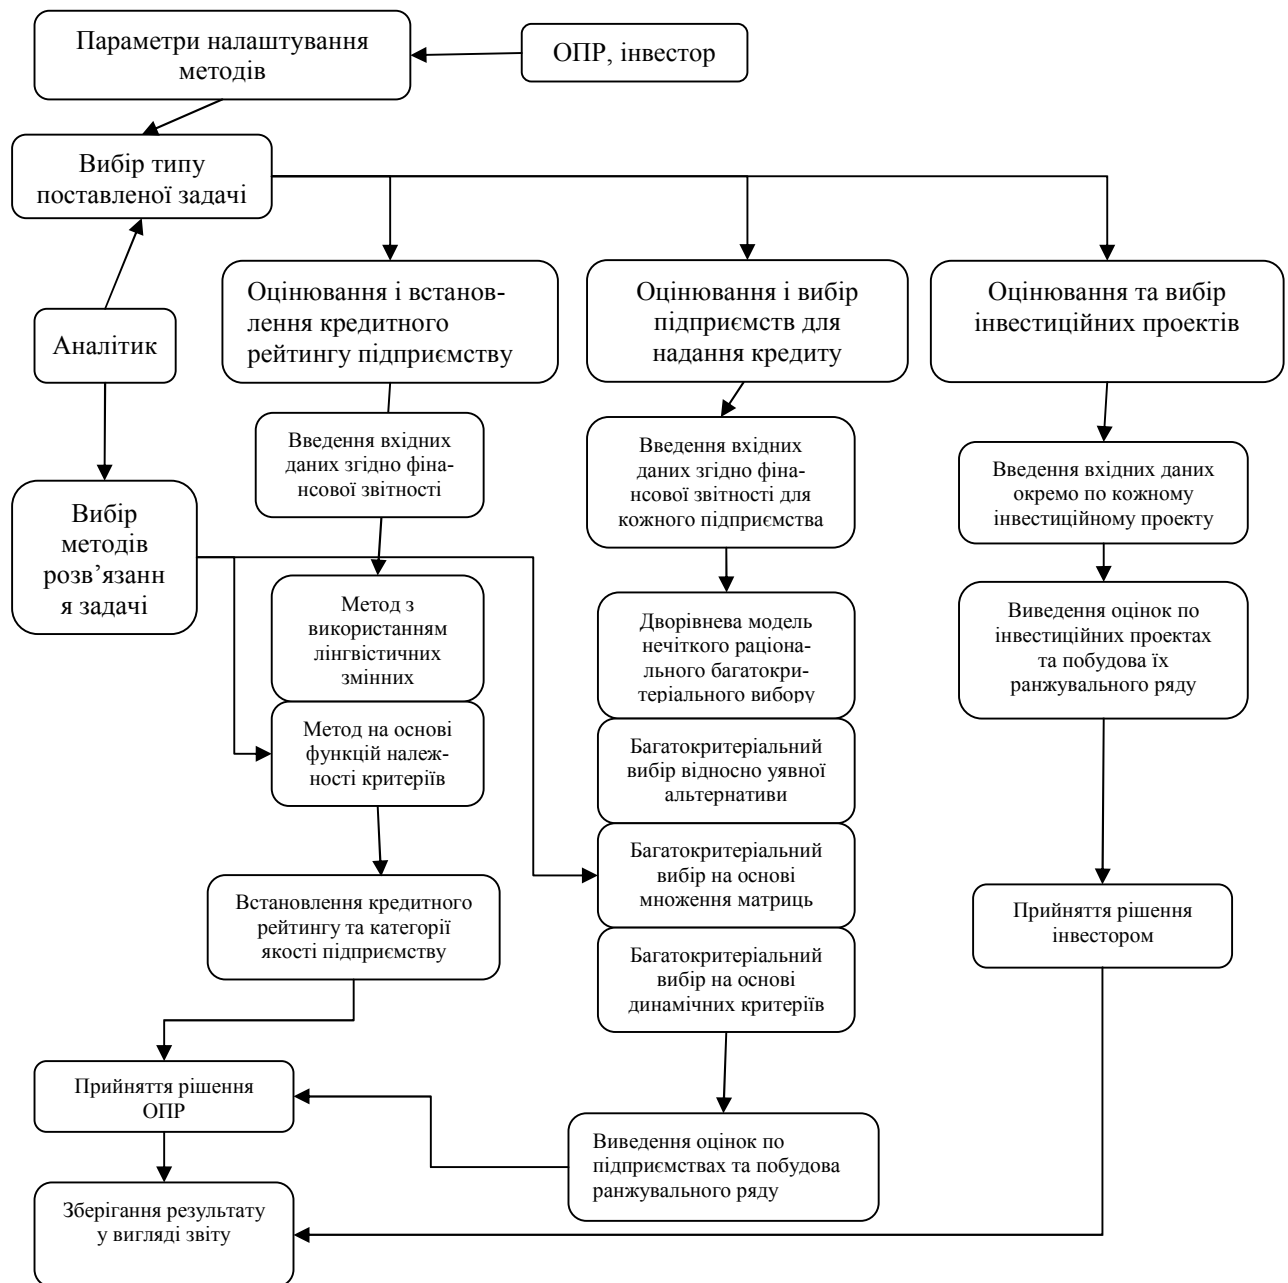 Параметри налаштування
методів
ОПР, інвестор
Вибір типу
поставленої задачі
Аналітик
Вибір
методів
розв’язанн
я задачі
Оцінювання і встанов-
лення кредитного
рейтингу підприємству
Оцінювання і вибір
підприємств для
надання кредиту
Оцінювання та вибір
інвестиційних проектів
Введення вхідних
даних згідно фіна-
нсової звітності
Введення вхідних
даних згідно фіна-
нсової звітності для
кожного підприємства
Введення вхідних даних
окремо по кожному
інвестиційному проекту
Метод з
використанням
лінгвістичних
змінних
Метод на основі
функцій належ-
ності критеріїв
Дворівнева модель
нечіткого раціона-
льного багатокри-
теріального вибору
Багатокритеріальний
вибір відносно уявної
альтернативи
Багатокритеріальний
вибір на основі
множення матриць
Багатокритеріальний
вибір на основі
динамічних критеріїв
Виведення оцінок по
інвестиційних проектах
та побудова їх
ранжувального ряду
Встановлення кредитного
рейтингу та категорії
якості підприємству
Прийняття рішення
інвестором
Прийняття рішення
ОПР
Виведення оцінок по
підприємствах та побудова
ранжувального ряду
Зберігання результату
у вигляді звіту